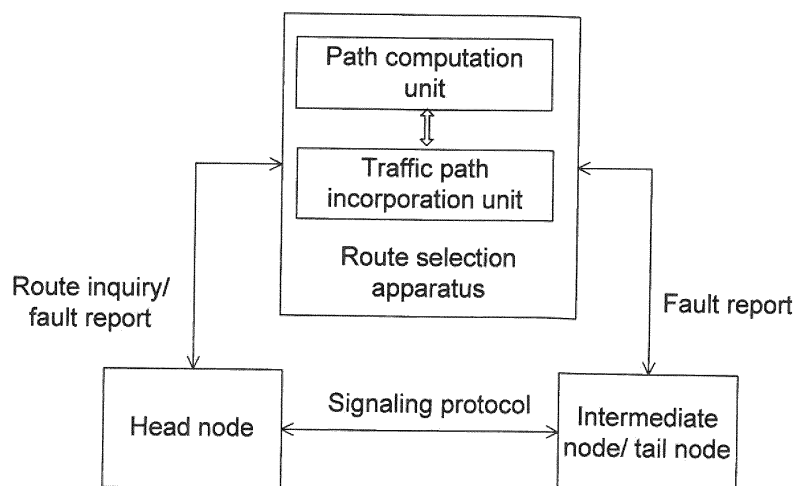 Path computation
unit
Traffic path
incorporation unit
Route selection
apparatus
Route inquiry/
fault report
Fault report
Head node
Signaling protocol
Intermediate
node/ tail node